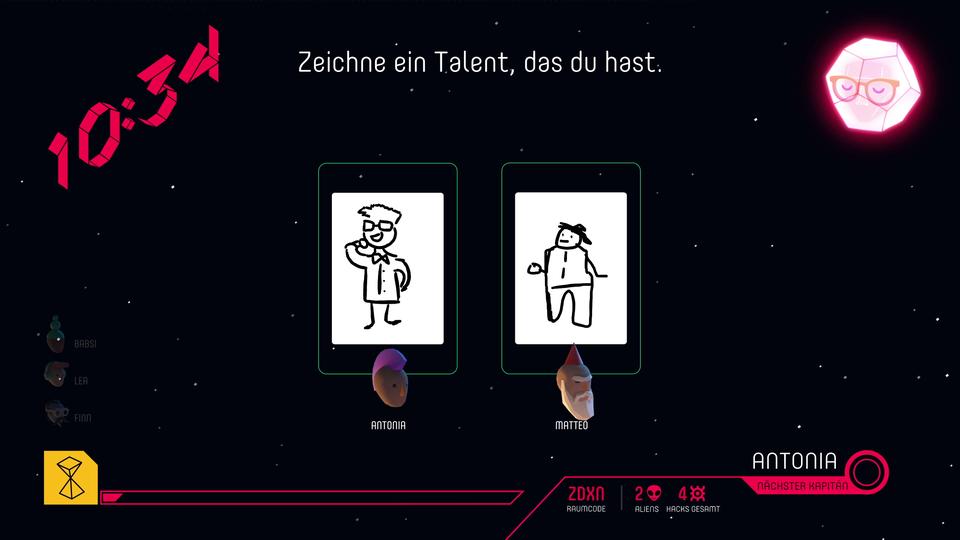 10:34
Zeichne ein Talent, das du hast.
BABSI
LEA
FINN
ANTONIA
MATTEO
ANTONIA
NÄCHSTER KAPITÄN
ZDXN
RAUMCODE
2
ALIENS
4
HACKS GESAMT